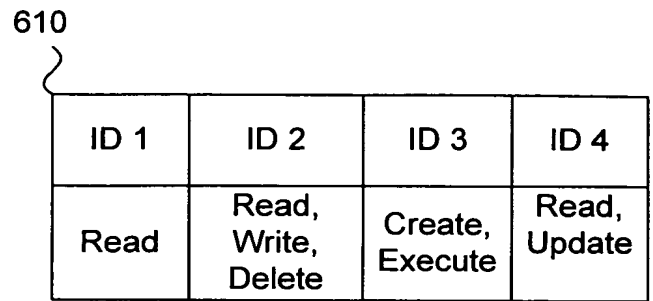 610
ID 1 ID 2 ID 3 ID 4
Read
Read,
Write,
Delete
Create,
Execute
Read,
Update